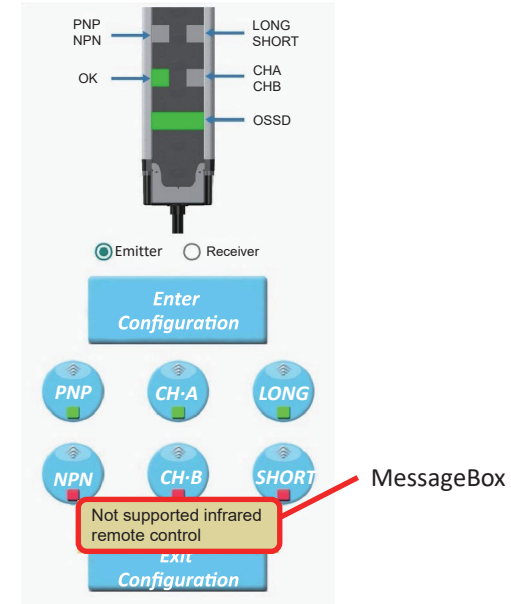 PNP
NPN
LONG
SHORT
OK
CHA
CHB
OSSD
Emitter
Receiver
Enter
Configuration
PNP
CH·A
LONG
NPN
CH·B
SHORT
MessageBox
Not supported infrared
remote control
Exit
Configuration